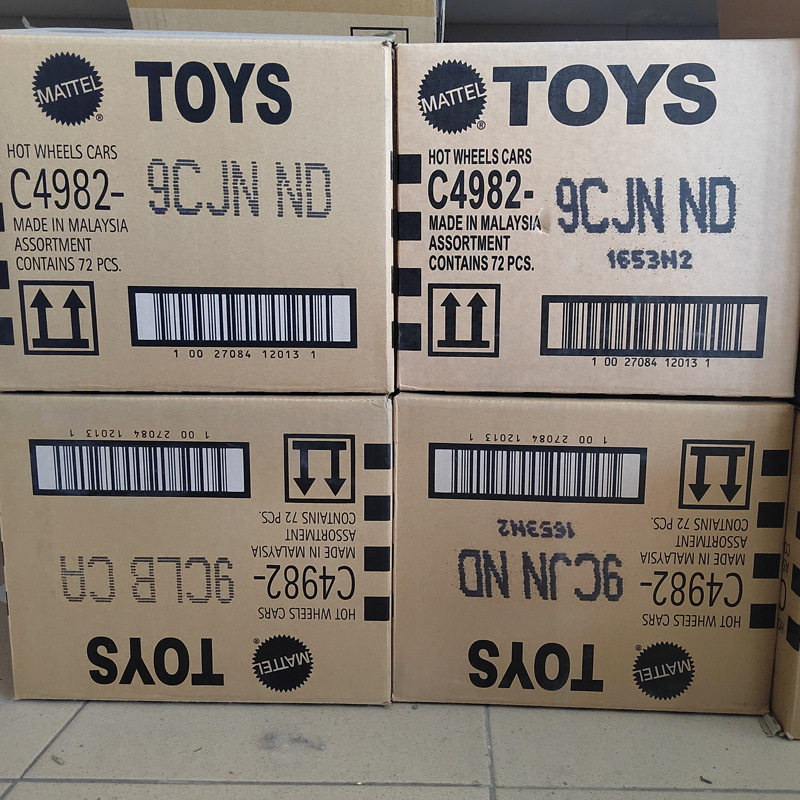 MATTEL ® TOYS
HOT WHEELS CARS
C4982- 9CJN ND
MADE IN MALAYSIA
ASSORTMENT
CONTAINS 72 PCS.
1 00 27084 12013 1
MATTEL ® TOYS
HOT WHEELS CARS
C4982- 9CJN ND
MADE IN MALAYSIA
1653H2
ASSORTMENT
CONTAINS 72 PCS.
1 00 27084 12013 1
MATTEL ® TOYS
HOT WHEELS CARS
C4982- 9CLB CA
MADE IN MALAYSIA
ASSORTMENT
CONTAINS 72 PCS.
1 00 27084 12013 1
MATTEL ® TOYS
HOT WHEELS CARS
C4982- 9CJN ND
MADE IN MALAYSIA
1653H2
ASSORTMENT
CONTAINS 72 PCS.
1 00 27084 12013 1